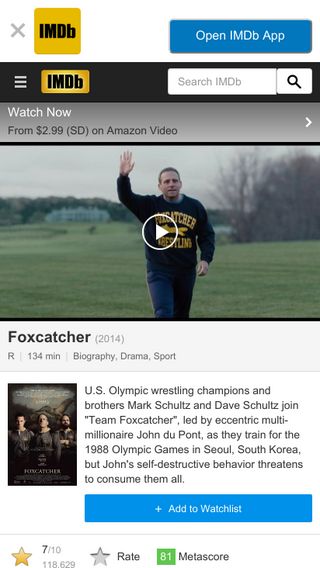 IMDb
Open IMDb App
IMDb
Search IMDb
Watch Now
From $2.99 (SD) on Amazon Video
FOXCATCHER
WRESTLING
Foxcatcher (2014)
R | 134 min | Biography, Drama, Sport
U.S. Olympic wrestling champions and
brothers Mark Schultz and Dave Schultz join
"Team Foxcatcher", led by eccentric multi-
millionaire John du Pont, as they train for the
1988 Olympic Games in Seoul, South Korea,
but John's self-destructive behavior threatens
to consume them all.
FOXCATCHER
+ Add to Watchlist
7/10
118.629
Rate
81 Metascore